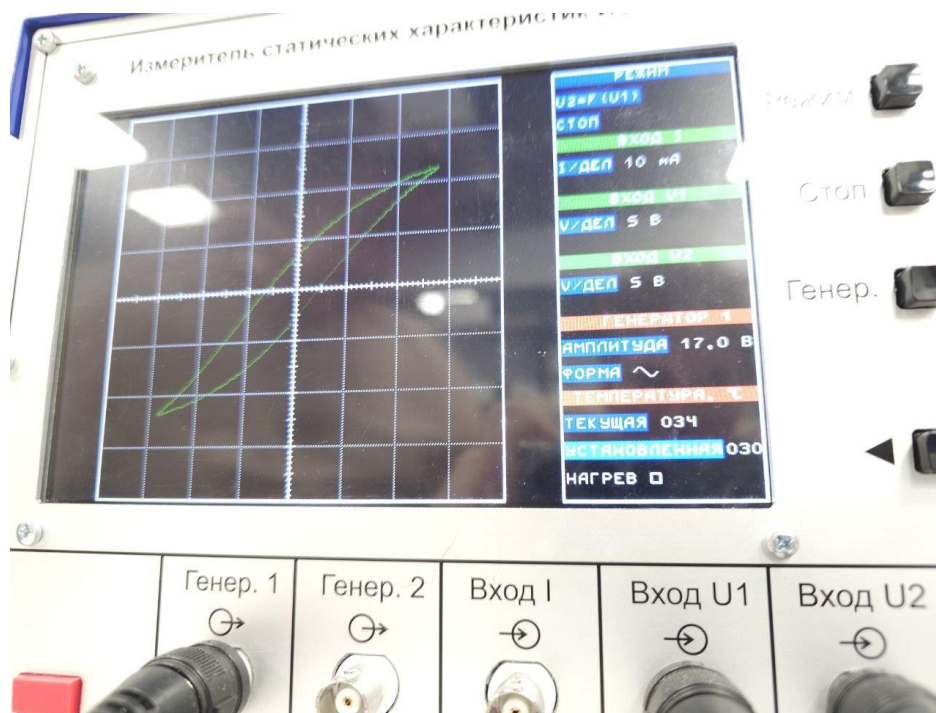 Измеритель статических характеристик
РЕЖИМ
U2=F(U1)
СТОП
ВХОД I
I/ДЕЛ 10 мА
ВХОД U1
V/ДЕЛ 5 В
ВХОД U2
V/ДЕЛ 5 В
ГЕНЕРАТОР 1
АМПЛИТУДА 17.0 В
ФОРМА
ТЕМПЕРАТУРА, °C
ТЕКУЩАЯ 034
УСТАНОВЛЕННАЯ 030
НАГРЕВ
Режим
Стоп
Генер.
Генер. 1
Генер. 2
Вход I
Вход U1
Вход U2